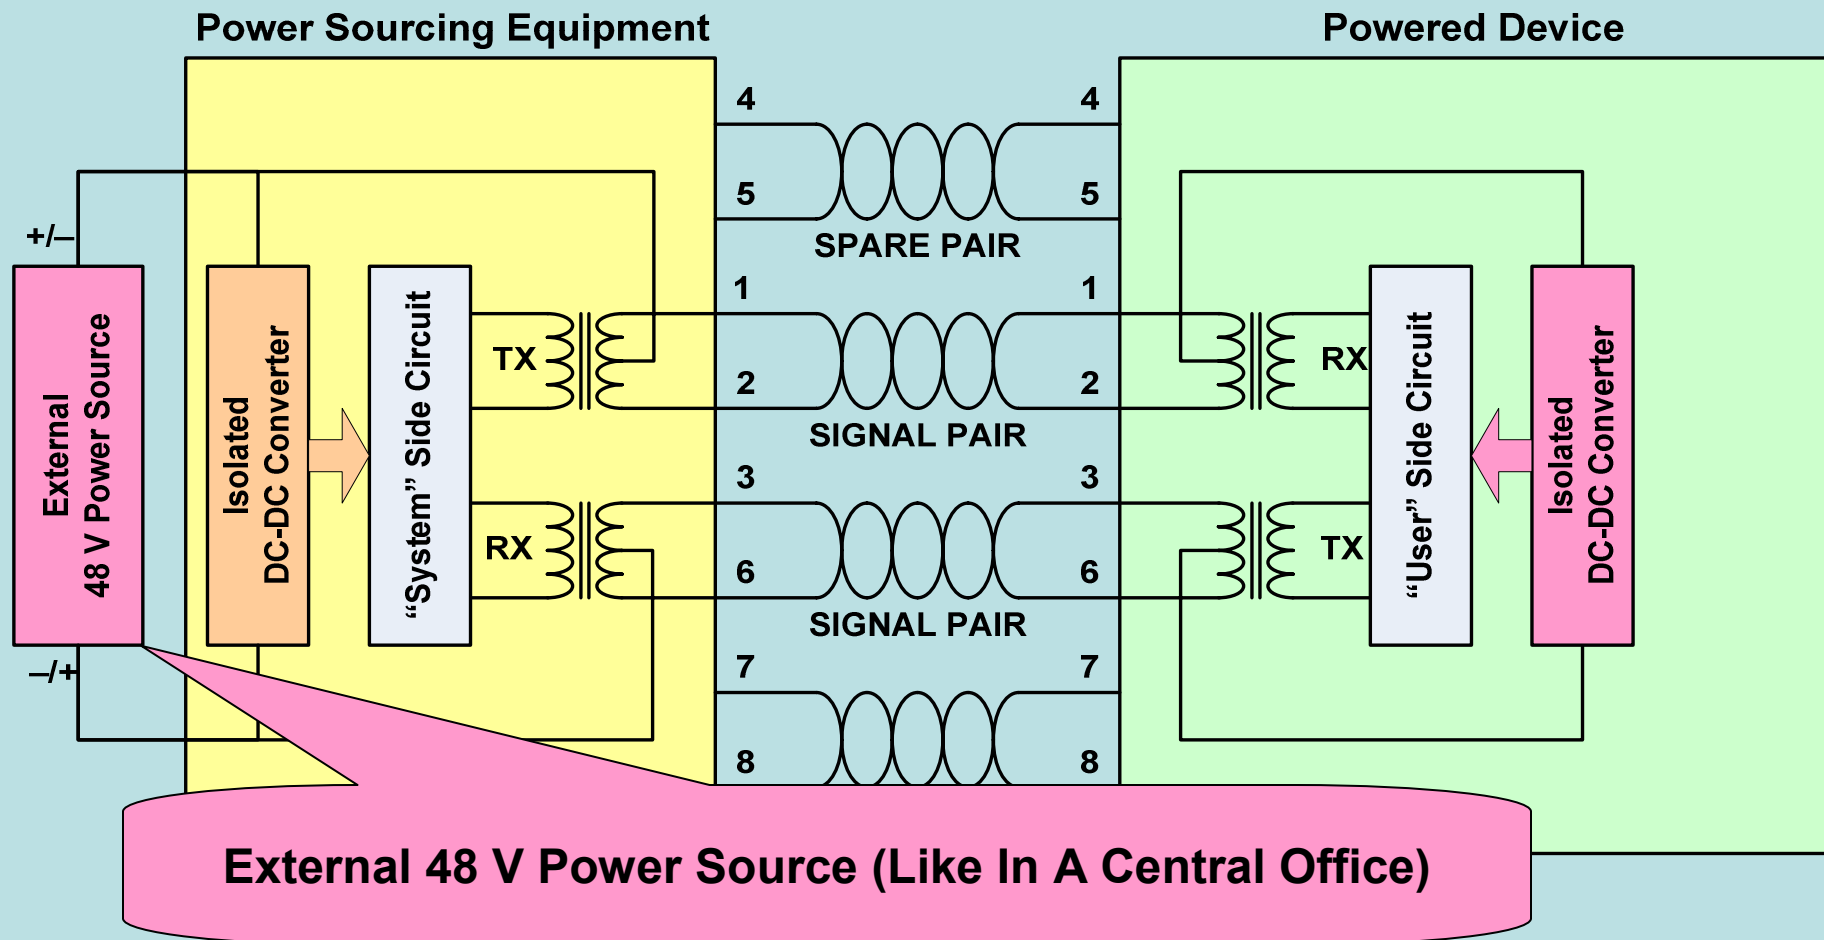 Power Sourcing Equipment
Powered Device
4
4
5
5
SPARE PAIR
+/–
1
1
2
2
SIGNAL PAIR
TX
RX
External
48 V Power Source
Isolated
DC-DC Converter
“System” Side Circuit
“User” Side Circuit
Isolated
DC-DC Converter
3
3
RX
TX
6
6
SIGNAL PAIR
–/+
7
7
8
8
External 48 V Power Source (Like In A Central Office)